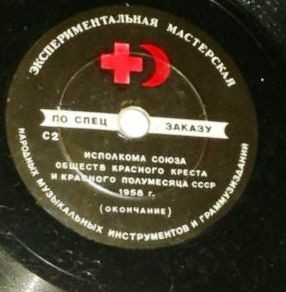 ЭКСПЕРИМЕНТАЛЬНАЯ МАСТЕРСКАЯ
ПО СПЕЦ ЗАКАЗУ
С2
ИСПОЛКОМА СОЮЗА
ОБЩЕСТВ КРАСНОГО КРЕСТА
И КРАСНОГО ПОЛУМЕСЯЦА СССР
1958 г.
(ОКОНЧАНИЕ)
НАРОДНЫХ МУЗЫКАЛЬНЫХ ИНСТРУМЕНТОВ И ГРАММУЗИЗДАНИЙ